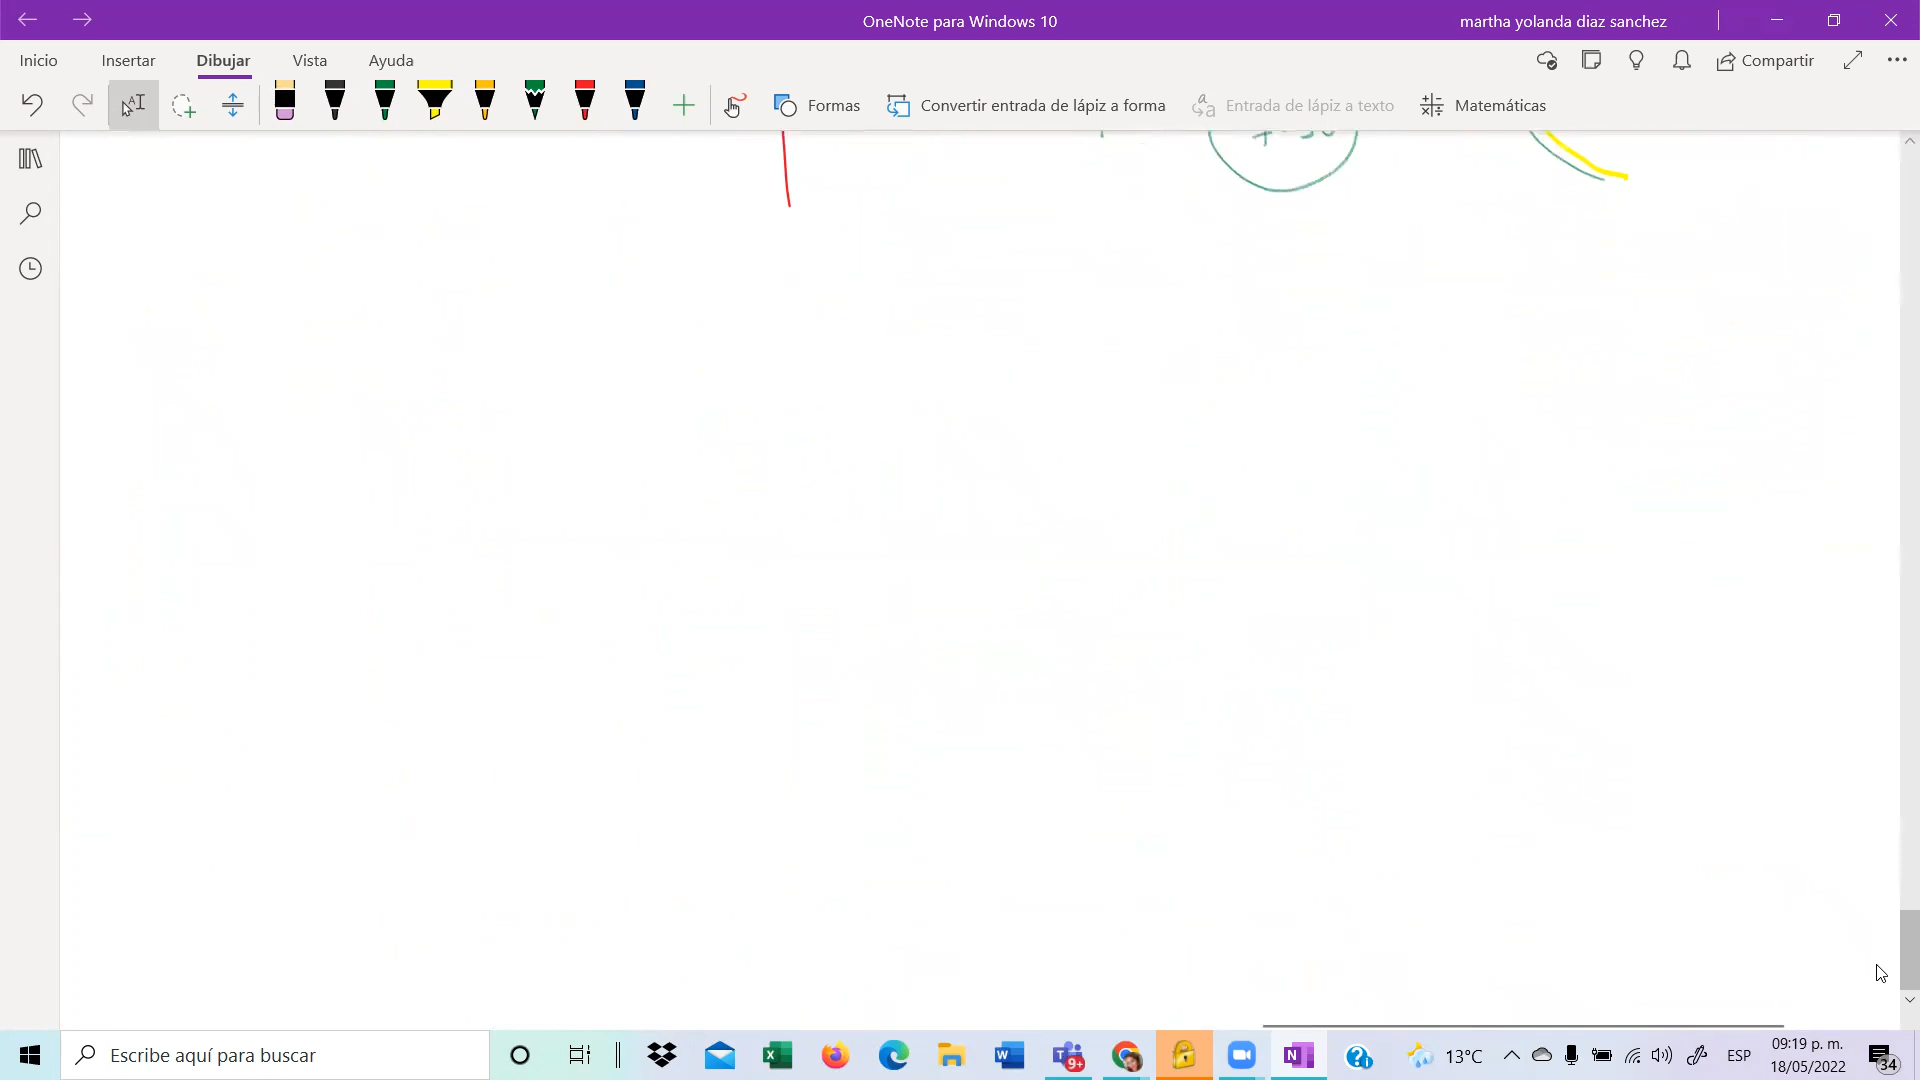 OneNote para Windows 10
martha yolanda diaz sanchez
Inicio
Insertar
Dibujar
Vista
Ayuda
Compartir
Formas
Convertir entrada de lápiz a forma
Entrada de lápiz a texto
Matemáticas
Escribe aquí para buscar
9+
13°C
ESP
09:19 p. m.
18/05/2022
34